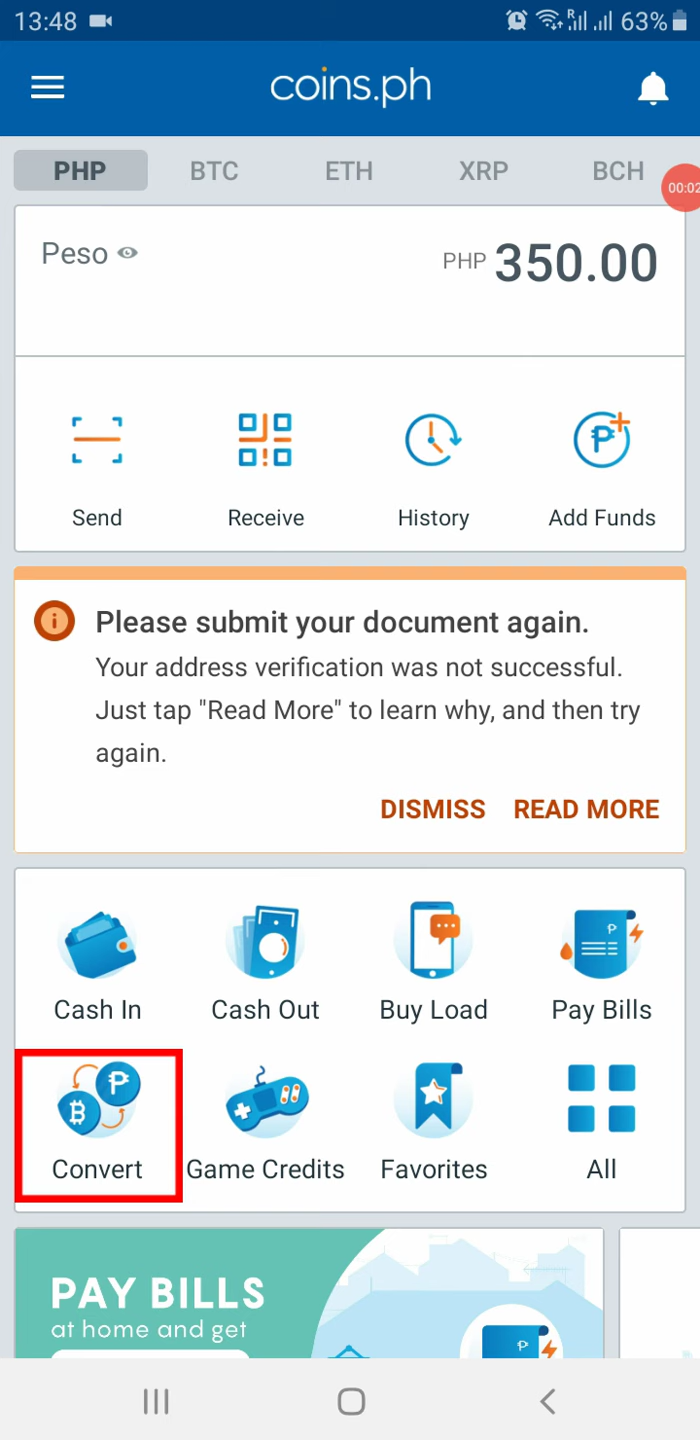 13:48 63%
coins.ph
PHP BTC ETH XRP BCH
00:02
Peso PHP 350.00
Send Receive History Add Funds
Please submit your document again.
Your address verification was not successful.
Just tap "Read More" to learn why, and then try
again.
DISMISS READ MORE
Cash In Cash Out Buy Load Pay Bills
Convert Game Credits Favorites All
PAY BILLS
at home and get